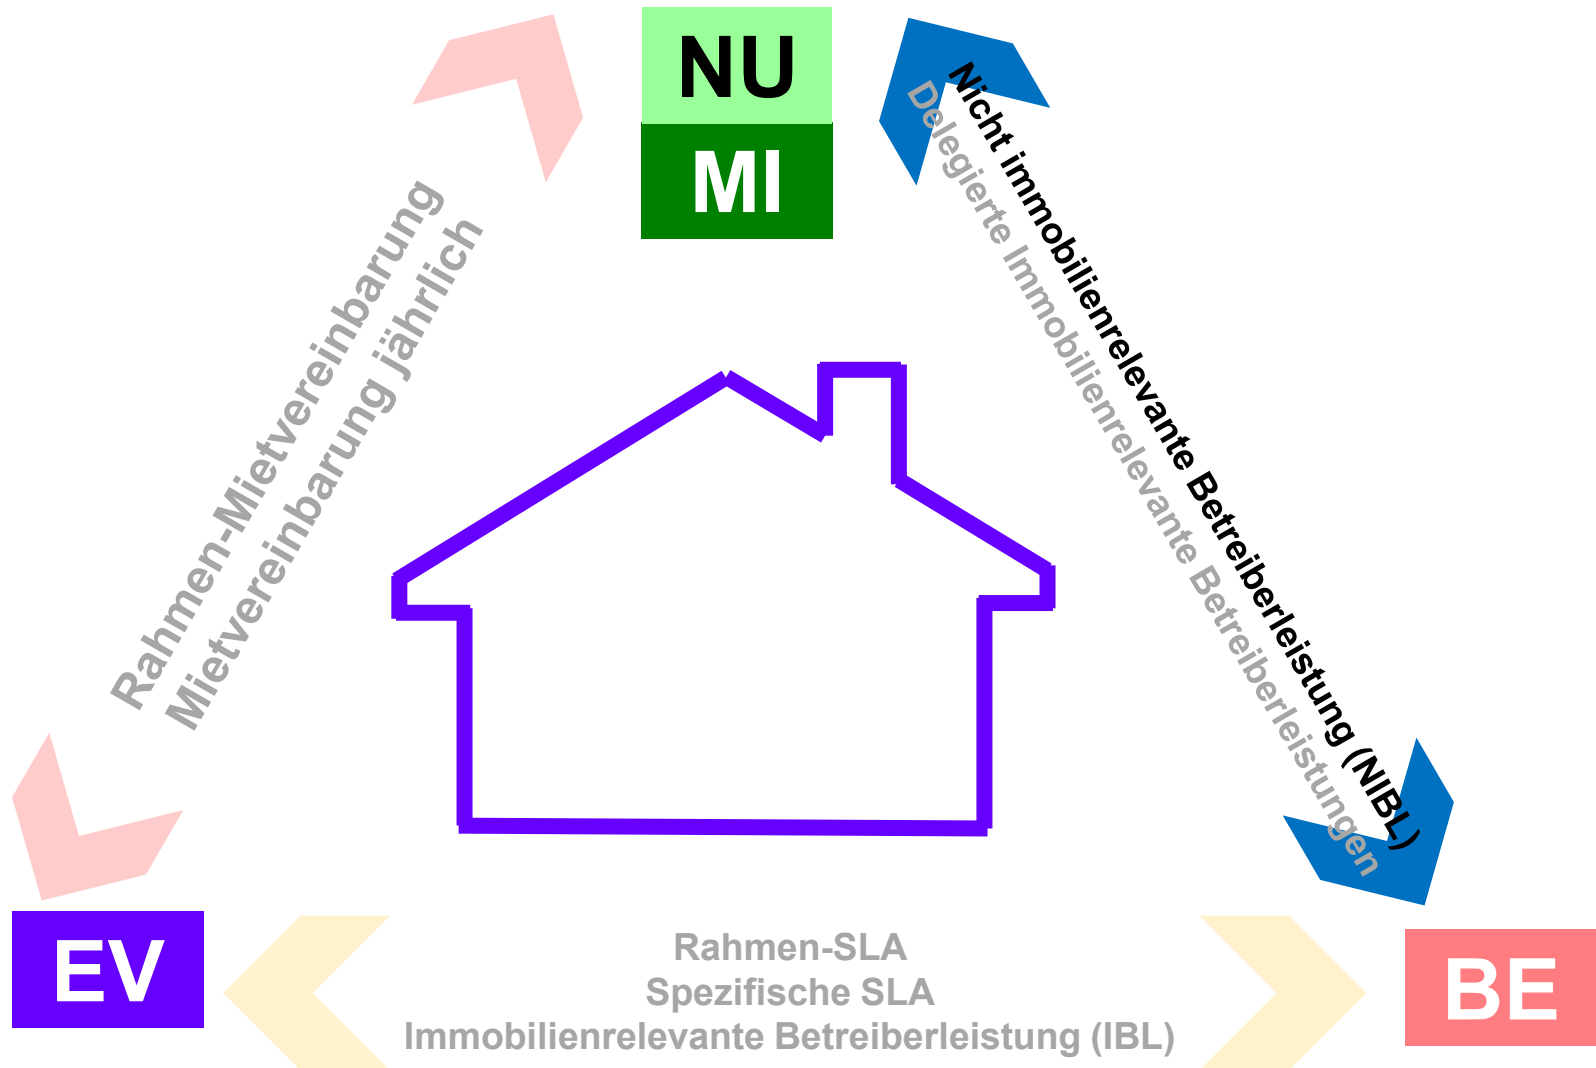 NU
MI
Rahmen-Mietvereinbarung
Mietvereinbarung jährlich
Nicht immobilienrelevante Betreiberleistung (NIBL)
Delegierte Immobilienrelevante Betreiberleistungen
EV
Rahmen-SLA
Spezifische SLA
Immobilienrelevante Betreiberleistung (IBL)
BE